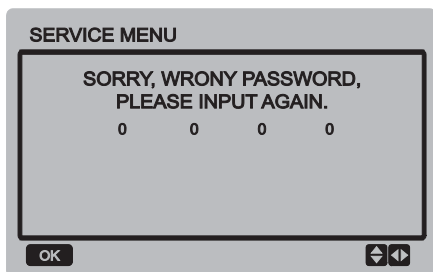 SERVICE MENU
SORRY, WRONY PASSWORD,
PLEASE INPUT AGAIN.
0 0 0 0
OK